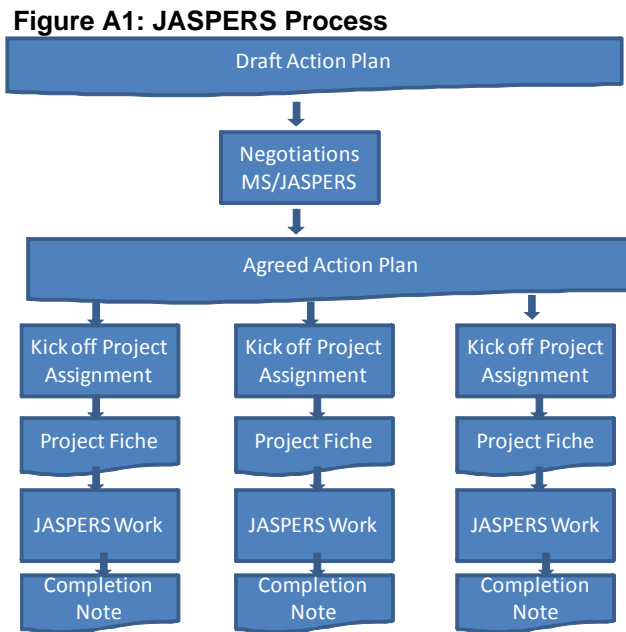 Figure A1: JASPERS Process
Draft Action Plan
Negotiations
MS/JASPERS
Agreed Action Plan
Kick off Project
Assignment
Kick off Project
Assignment
Kick off Project
Assignment
Project Fiche
Project Fiche
Project Fiche
JASPERS Work
JASPERS Work
JASPERS Work
Completion
Note
Completion
Note
Completion
Note